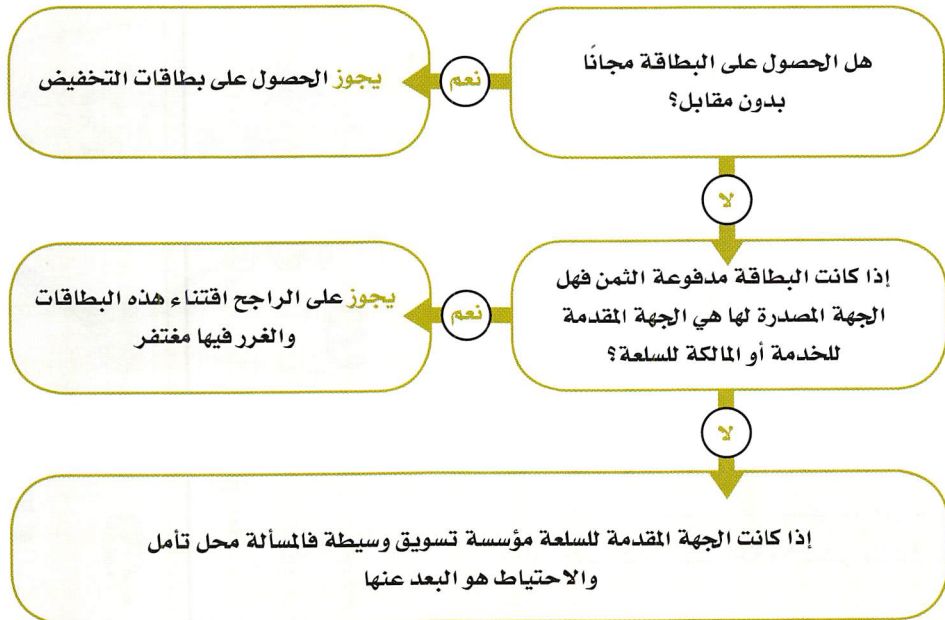 هل الحصول على البطاقة مجانًا
بدون مقابل؟
نعم
يجوز الحصول على بطاقات التخفيض
لا
إذا كانت البطاقة مدفوعة الثمن فهل
الجهة المصدرة لها هي الجهة المقدمة
للخدمة أو المالكة للسلعة؟
نعم
يجوز على الراجح اقتناء هذه البطاقات
والغرر فيها مغتفر
لا
إذا كانت الجهة المقدمة للسلعة مؤسسة تسويق وسيطة فالمسألة محل تأمل
والاحتياط هو البعد عنها